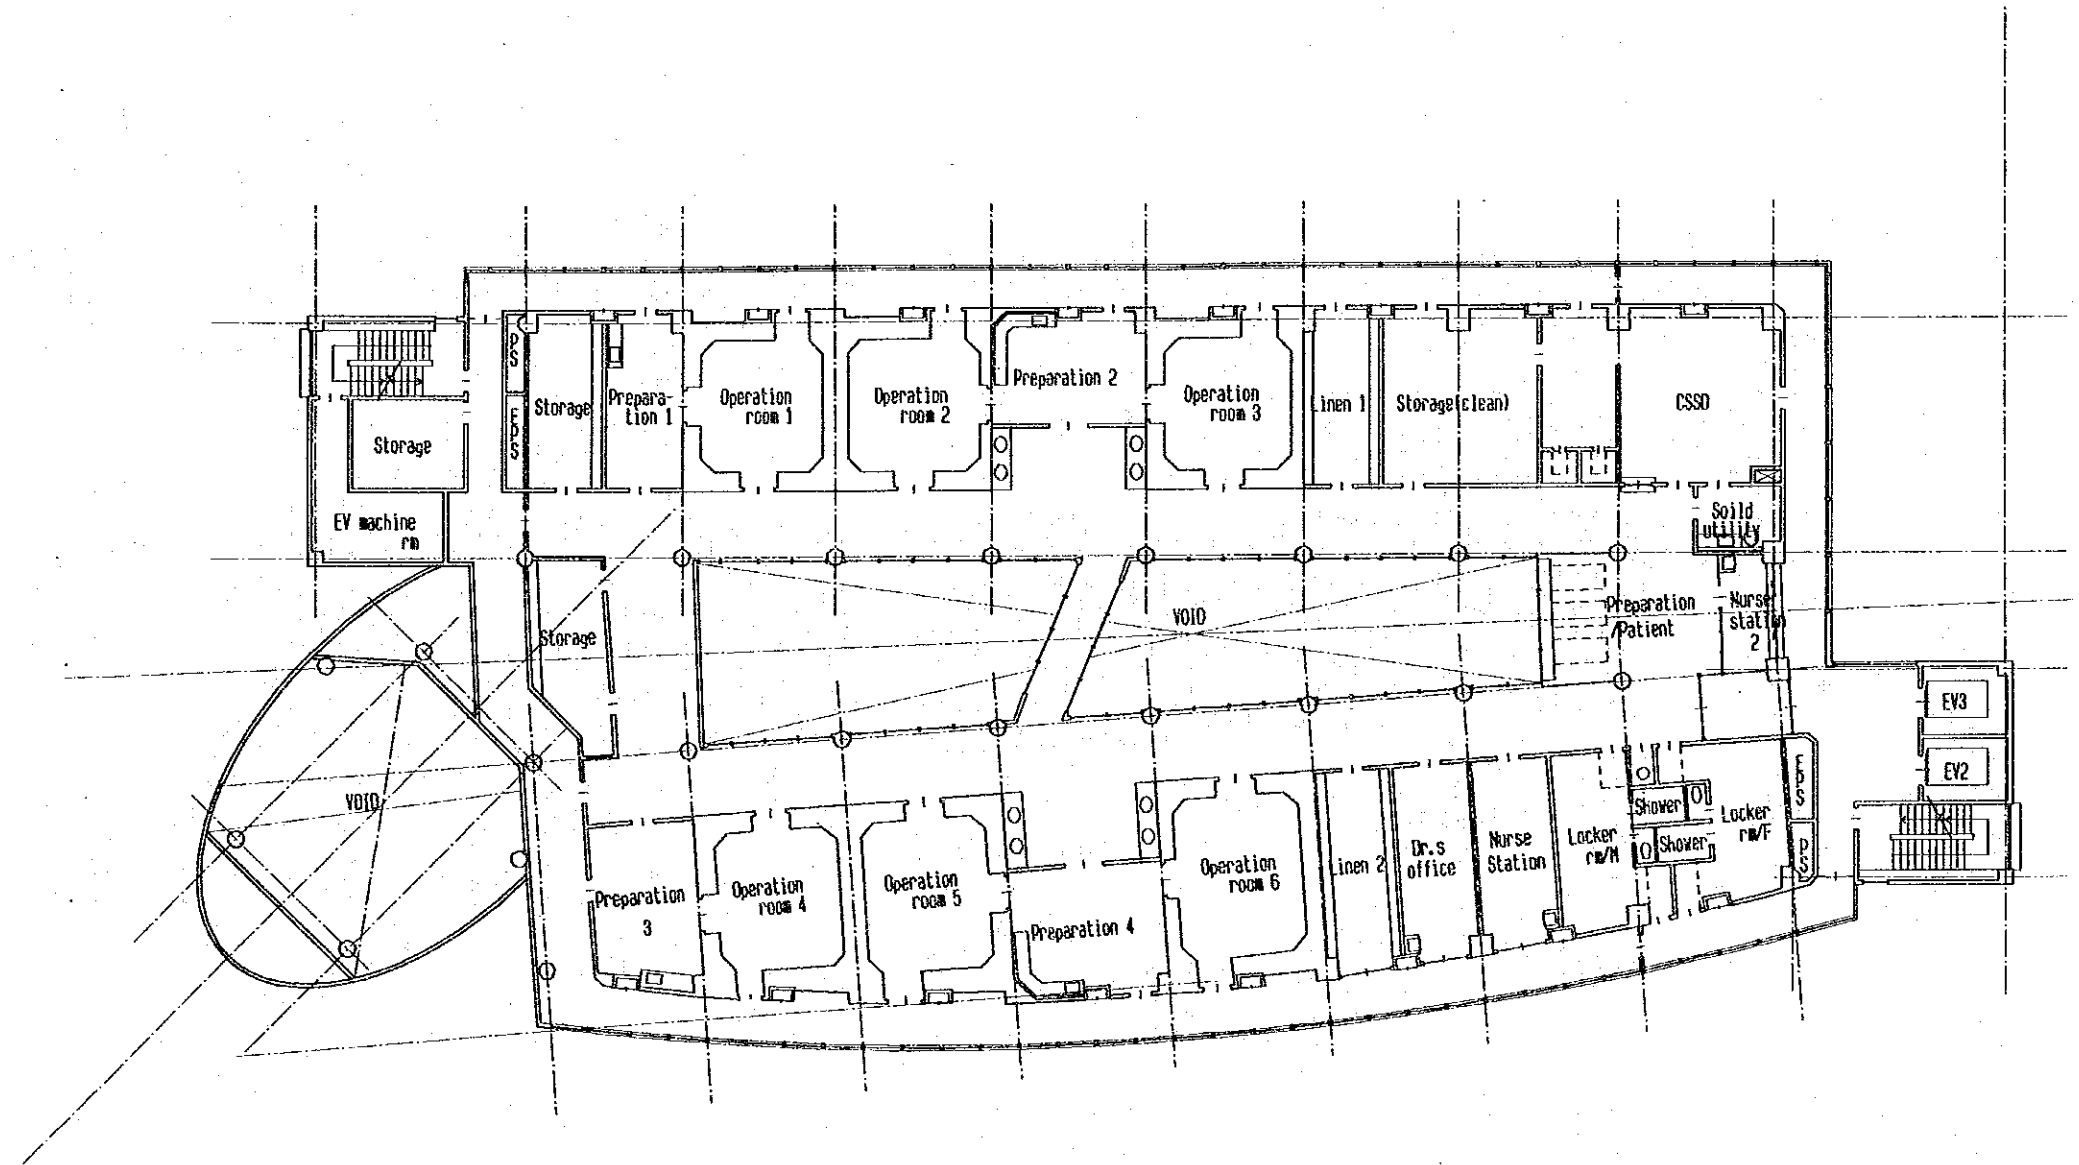 PS
EPS
Storage
Prepara-
tion 1
Operation
room 1
Operation
room 2
Preparation 2
Operation
room 3
Linen 1
Storage(clean)
CSSD
Storage
EV machine
rm
Soild
utility
Storage
VOID
Preparation
/Patient
Nurse
station
2
EV3
EV2
VOID
EPS
PS
Shower
Shower
Locker
rm/F
Locker
rm/M
Nurse
Station
Dr.s
office
Linen 2
Operation
room 6
Preparation 4
Operation
room 5
Operation
room 4
Preparation
3